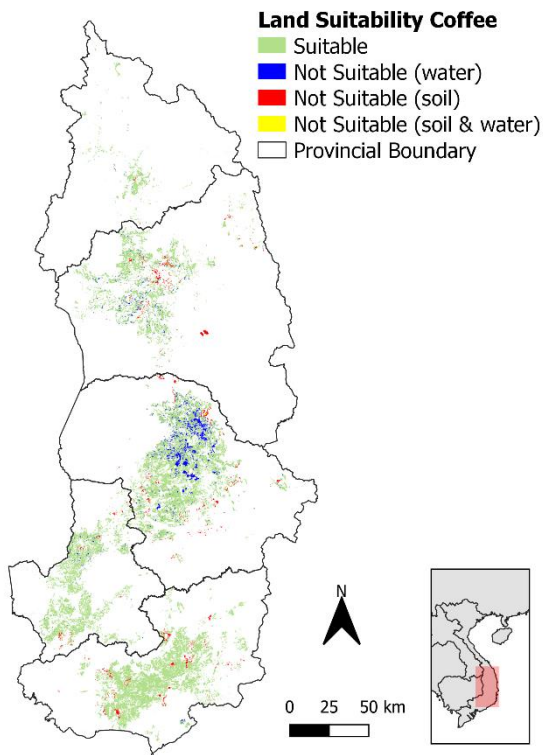 Land Suitability Coffee
Suitable
Not Suitable (water)
Not Suitable (soil)
Not Suitable (soil & water)
Provincial Boundary
N
0 25 50 km